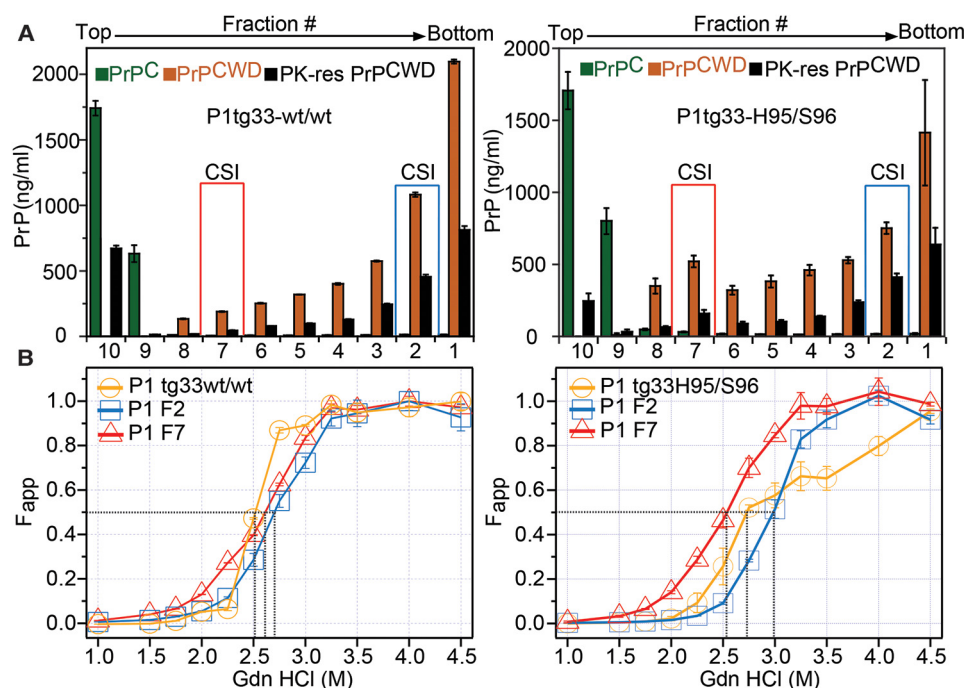 A
Top Fraction # Bottom
PrPC PrPCWD PK-res PrPCWD
P1tg33-wt/wt
CSI CSI
PrP(ng/ml)
2000
1500
1000
500
0
10 9 8 7 6 5 4 3 2 1
Top Fraction # Bottom
PrPC PrPCWD PK-res PrPCWD
P1tg33-H95/S96
CSI CSI
PrP(ng/ml)
2000
1500
1000
500
0
10 9 8 7 6 5 4 3 2 1
B
P1 tg33wt/wt
P1 F2
P1 F7
Fapp
1.0
0.8
0.6
0.4
0.2
0.0
1.0 1.5 2.0 2.5 3.0 3.5 4.0 4.5
Gdn HCl (M)
P1 tg33H95/S96
P1 F2
P1 F7
Fapp
1.0
0.8
0.6
0.4
0.2
0.0
1.0 1.5 2.0 2.5 3.0 3.5 4.0 4.5
Gdn HCl (M)